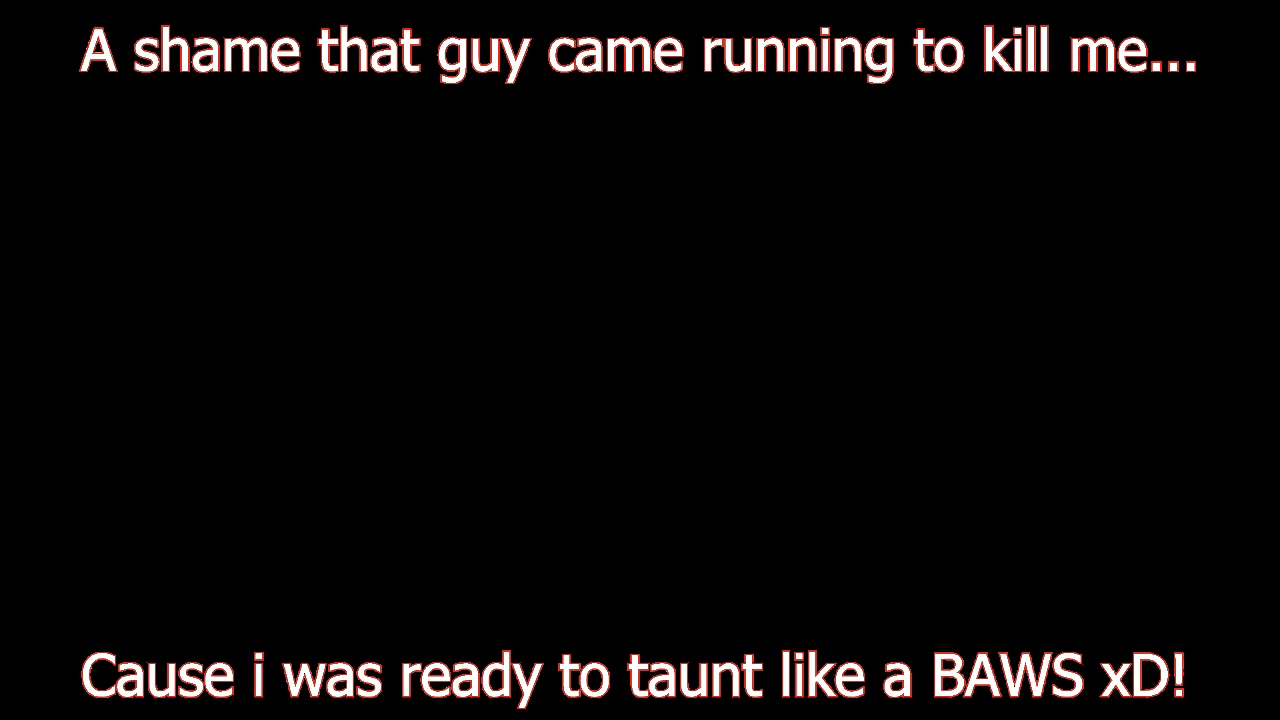 A shame that guy came running to kill me...
Cause i was ready to taunt like a BAWS xD!